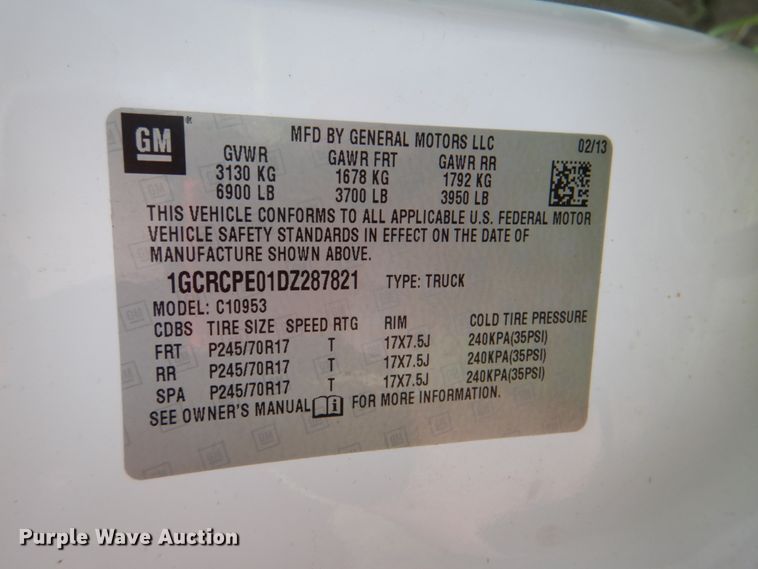 GM
MFD BY GENERAL MOTORS LLC 02/13
GVWR GAWR FRT GAWR RR
3130 KG 1678 KG 1792 KG
6900 LB 3700 LB 3950 LB
THIS VEHICLE CONFORMS TO ALL APPLICABLE U.S. FEDERAL MOTOR
VEHICLE SAFETY STANDARDS IN EFFECT ON THE DATE OF
MANUFACTURE SHOWN ABOVE.
1GCRCPE01DZ287821 TYPE: TRUCK
MODEL: C10953
CDBS TIRE SIZE SPEED RTG RIM COLD TIRE PRESSURE
FRT P245/70R17 T 17X7.5J 240KPA(35PSI)
RR P245/70R17 T 17X7.5J 240KPA(35PSI)
SPA P245/70R17 T 17X7.5J 240KPA(35PSI)
SEE OWNER'S MANUAL i FOR MORE INFORMATION.
Purple Wave Auction